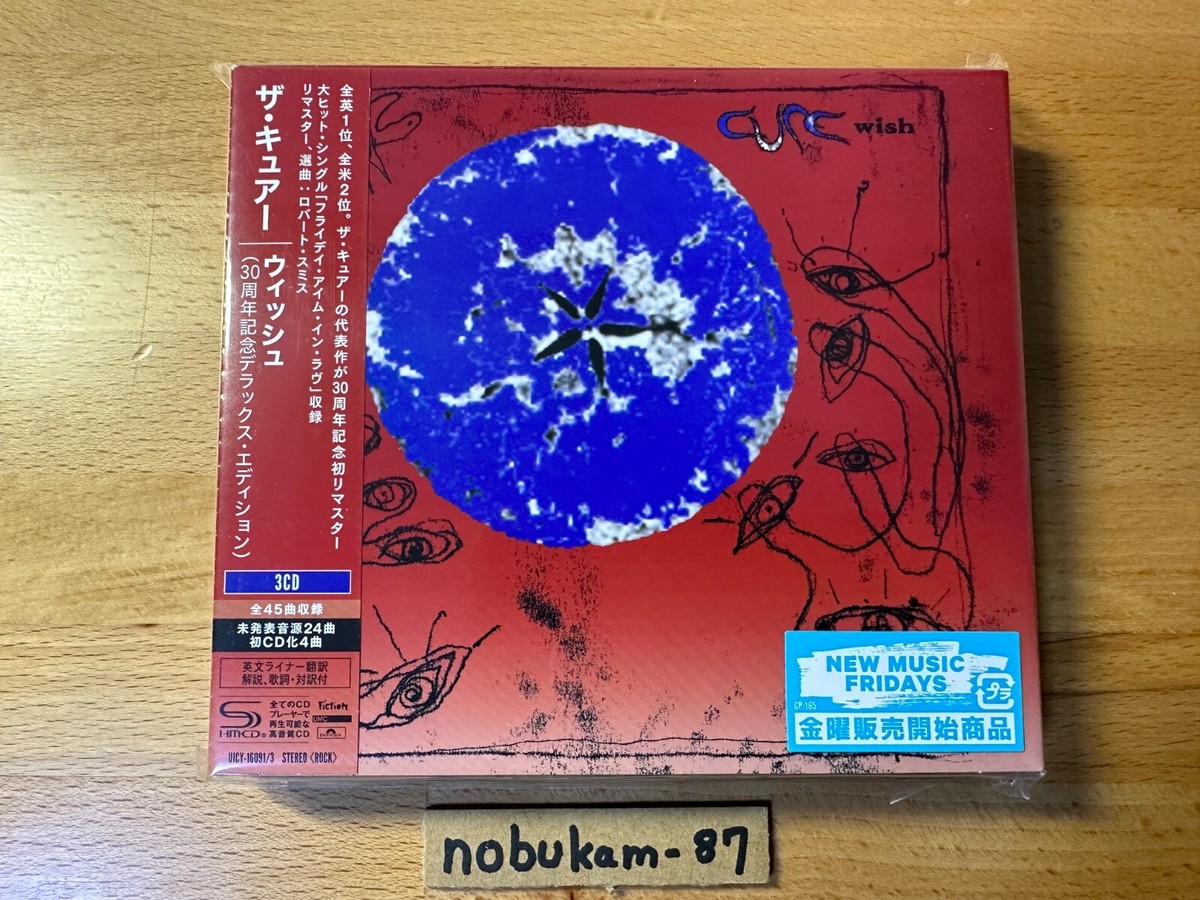 全英1位、全米2位。ザ・キュアーの代表作が30周年記念初リマスター
大ヒット・シングル「フライデイ・アイム・イン・ラヴ」収録
リマスター、選曲：ロバート・スミス
ザ・キュアー
ウィッシュ
（30周年記念デラックス・エディション）
3CD
全45曲収録
未発表音源24曲
初CD化4曲
英文ライナー翻訳
解説、歌詞・対訳付
HMCD
全てのCD
プレーヤーで
再生可能な
高音質CD
Fiction
UMC
polydor
UICY-16091/3 STEREO〈ROCK〉
CURE wish
NEW MUSIC
FRIDAYS
プラ
CP-165
金曜販売開始商品
nobukam-87